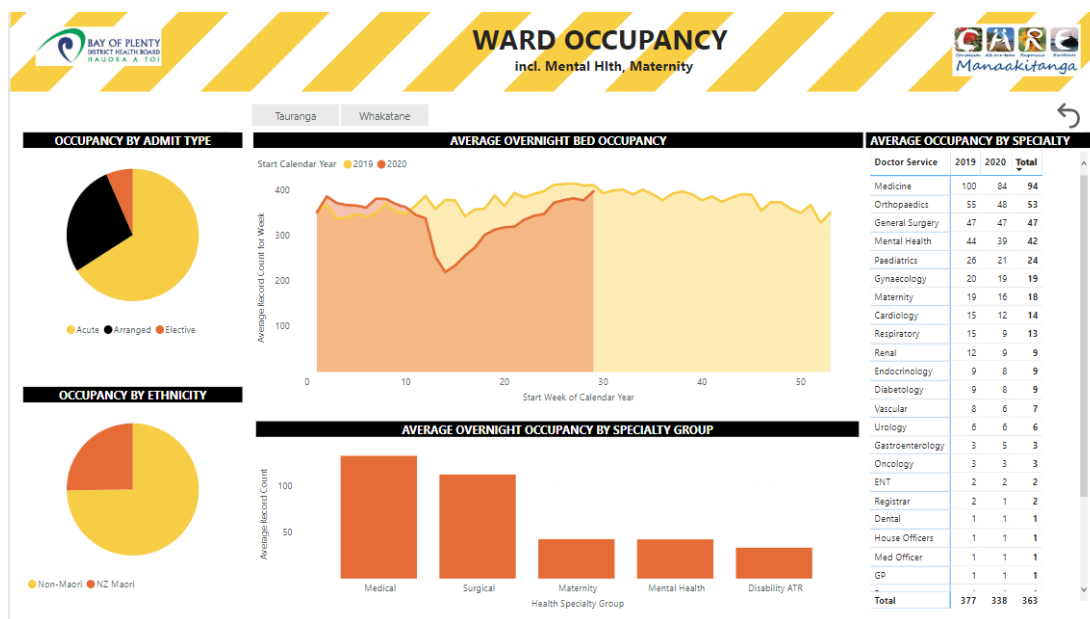 BAY OF PLENTY
DISTRICT HEALTH BOARD
HAUORA A TOI
WARD OCCUPANCY
incl. Mental Hlth, Maternity
CARE
Manaakitanga
Tauranga
Whakatane
OCCUPANCY BY ADMIT TYPE
Acute Arranged Elective
OCCUPANCY BY ETHNICITY
Non-Maori NZ Maori
AVERAGE OVERNIGHT BED OCCUPANCY
Start Calendar Year 2019 2020
Average Record Count for Week
400
300
200
100
0 10 20 30 40 50
Start Week of Calendar Year
AVERAGE OVERNIGHT OCCUPANCY BY SPECIALTY GROUP
Average Record Count
100
50
Medical Surgical Maternity Mental Health Disability ATR
Health Specialty Group
AVERAGE OCCUPANCY BY SPECIALTY
Doctor Service 2019 2020 Total
Medicine 100 84 94
Orthopaedics 55 48 53
General Surgery 47 47 47
Mental Health 44 39 42
Paediatrics 26 21 24
Gynaecology 20 19 19
Maternity 19 16 18
Cardiology 15 12 14
Respiratory 15 9 13
Renal 12 9 9
Endocrinology 9 8 9
Diabetology 9 8 9
Vascular 8 6 7
Urology 6 6 6
Gastroenterology 3 5 3
Oncology 3 3 3
ENT 2 2 2
Registrar 2 1 2
Dental 1 1 1
House Officers 1 1 1
Med Officer 1 1 1
GP 1 1 1
Total 377 338 363